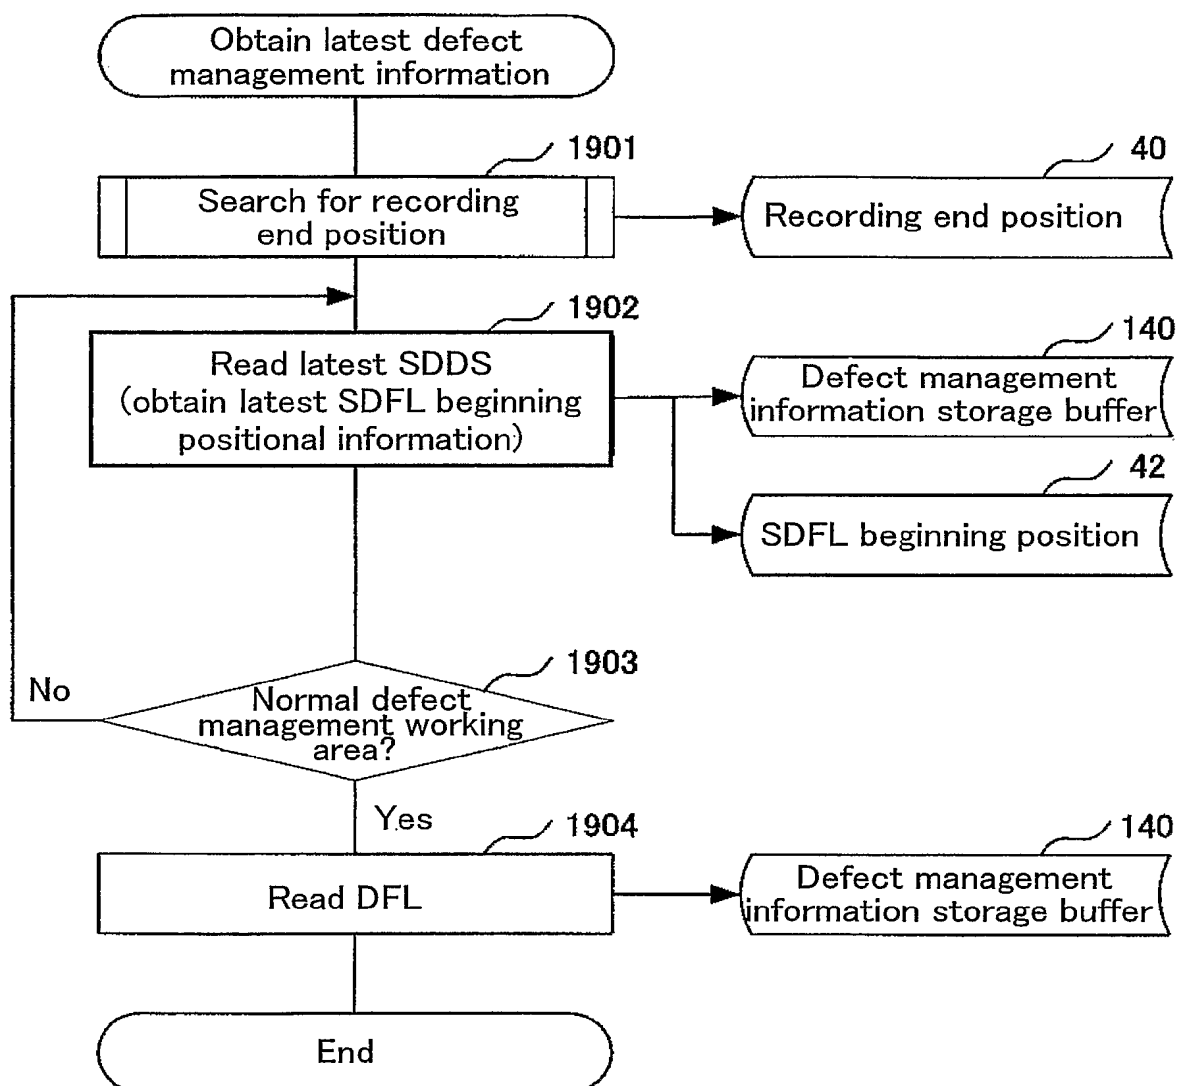 Obtain latest defect
management information
1901
40
Search for recording
end position
Recording end position
1902
140
Read latest SDDS
(obtain latest SDFL beginning
positional information)
Defect management
information storage buffer
42
SDFL beginning position
1903
No
Normal defect
management working
area?
Yes
1904
140
Read DFL
Defect management
information storage buffer
End